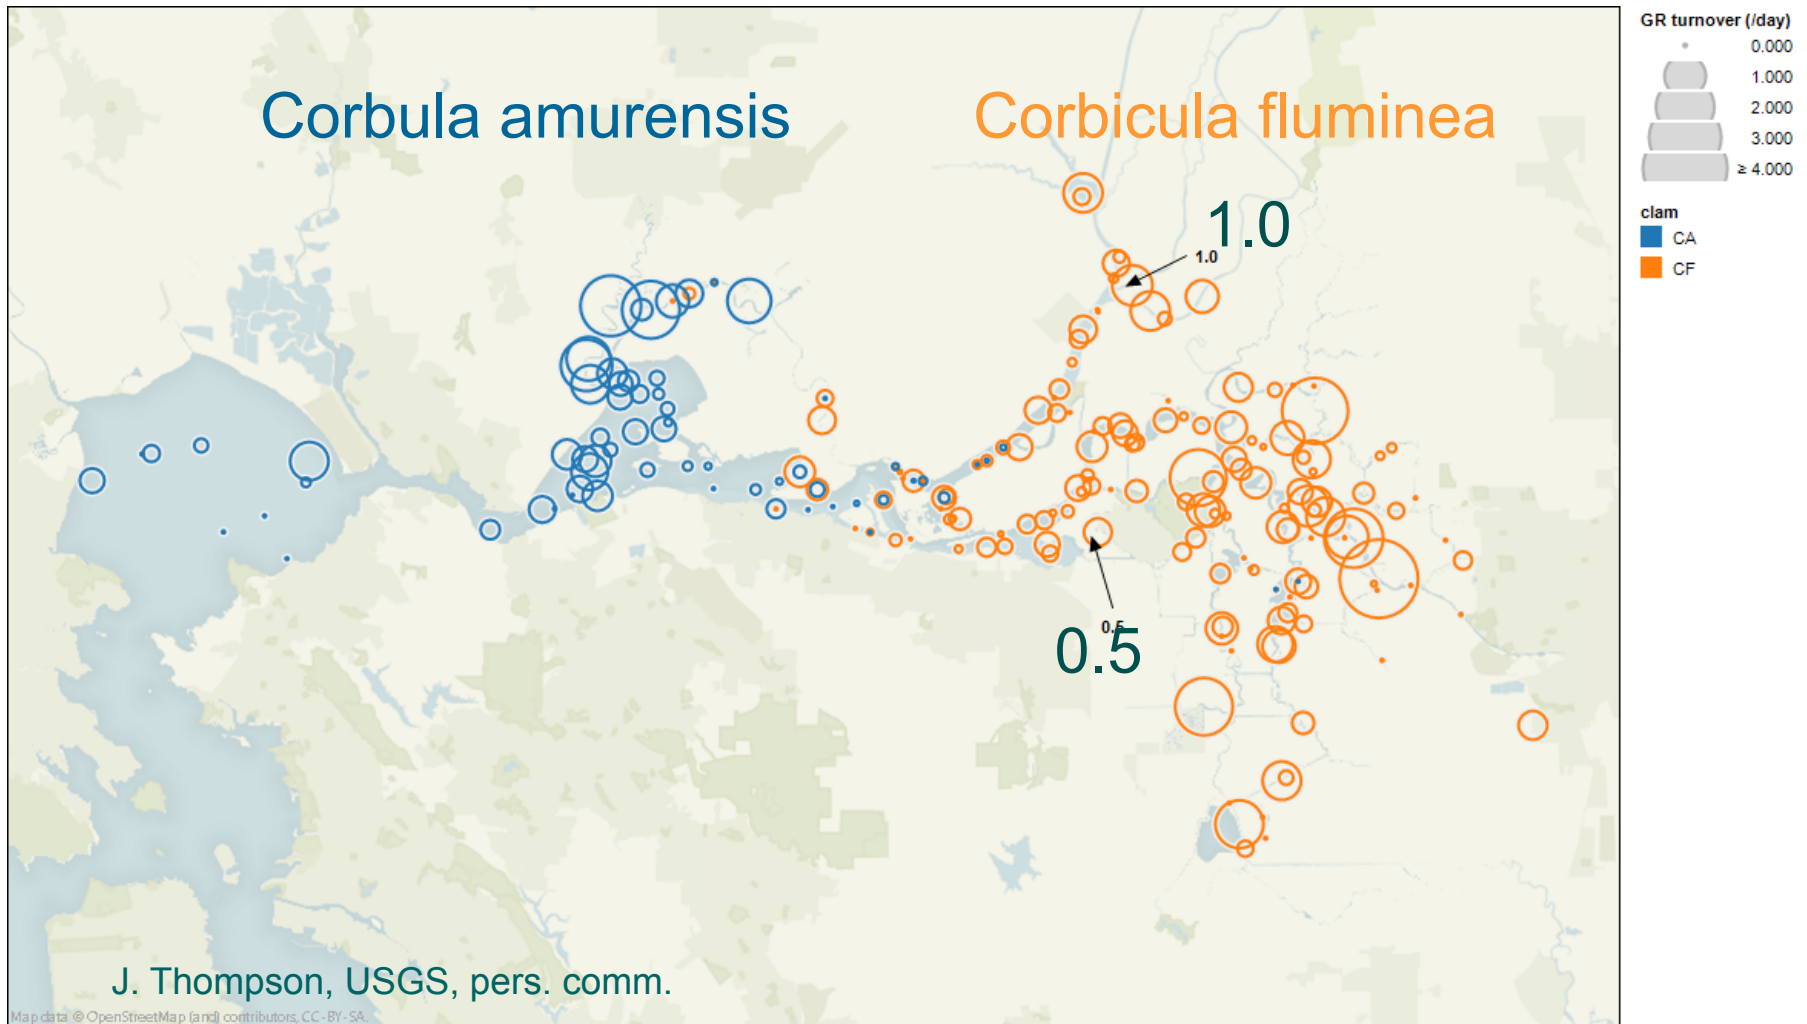 Corbula amurensis
Corbicula fluminea
1.0
1.0
0.5
0.5
J. Thompson, USGS, pers. comm.
Map data © OpenStreetMap (and) contributors, CC-BY-SA.
GR turnover (/day)
0.000
1.000
2.000
3.000
≥ 4.000
clam
CA
CF